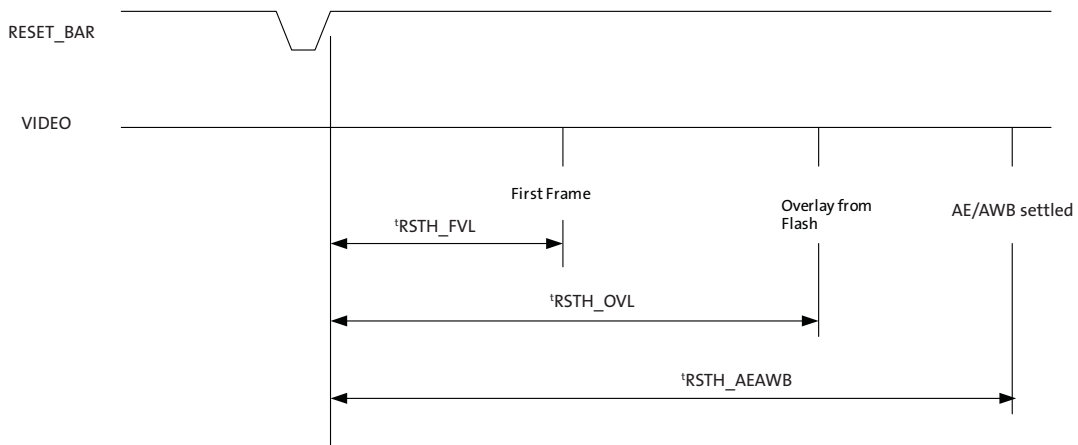 RESET_BAR
VIDEO
First Frame
Overlay from
Flash
AE/AWB settled
tRSTH_FVL
tRSTH_OVL
tRSTH_AEAWB